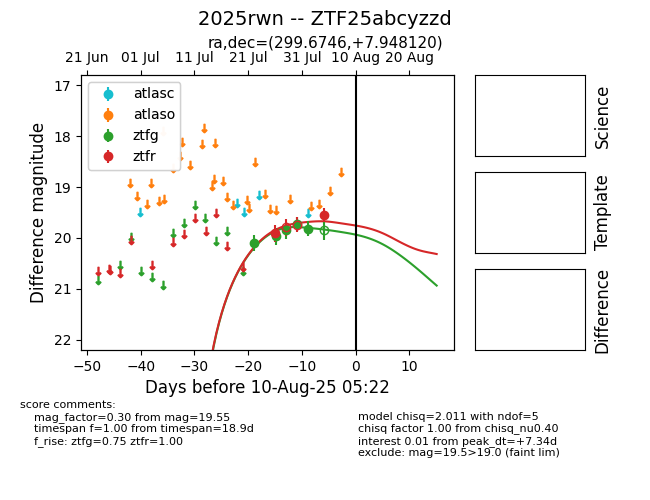 2025rwn -- ZTF25abcyzzd
ra,dec=(299.6746,+7.948120)
21 Jun 01 Jul 11 Jul 21 Jul 31 Jul 10 Aug 20 Aug
atlasc
atlaso
ztfg
ztfr
17
18
19
20
21
22
Difference magnitude
−50 −40 −30 −20 −10 0 10
Days before 10-Aug-25 05:22
Science
Template
Difference
score comments:
mag_factor=0.30 from mag=19.55
timespan f=1.00 from timespan=18.9d
f_rise: ztfg=0.75 ztfr=1.00
model chisq=2.011 with ndof=5
chisq factor 1.00 from chisq_nu0.40
interest 0.01 from peak_dt=+7.34d
exclude: mag=19.5>19.0 (faint lim)